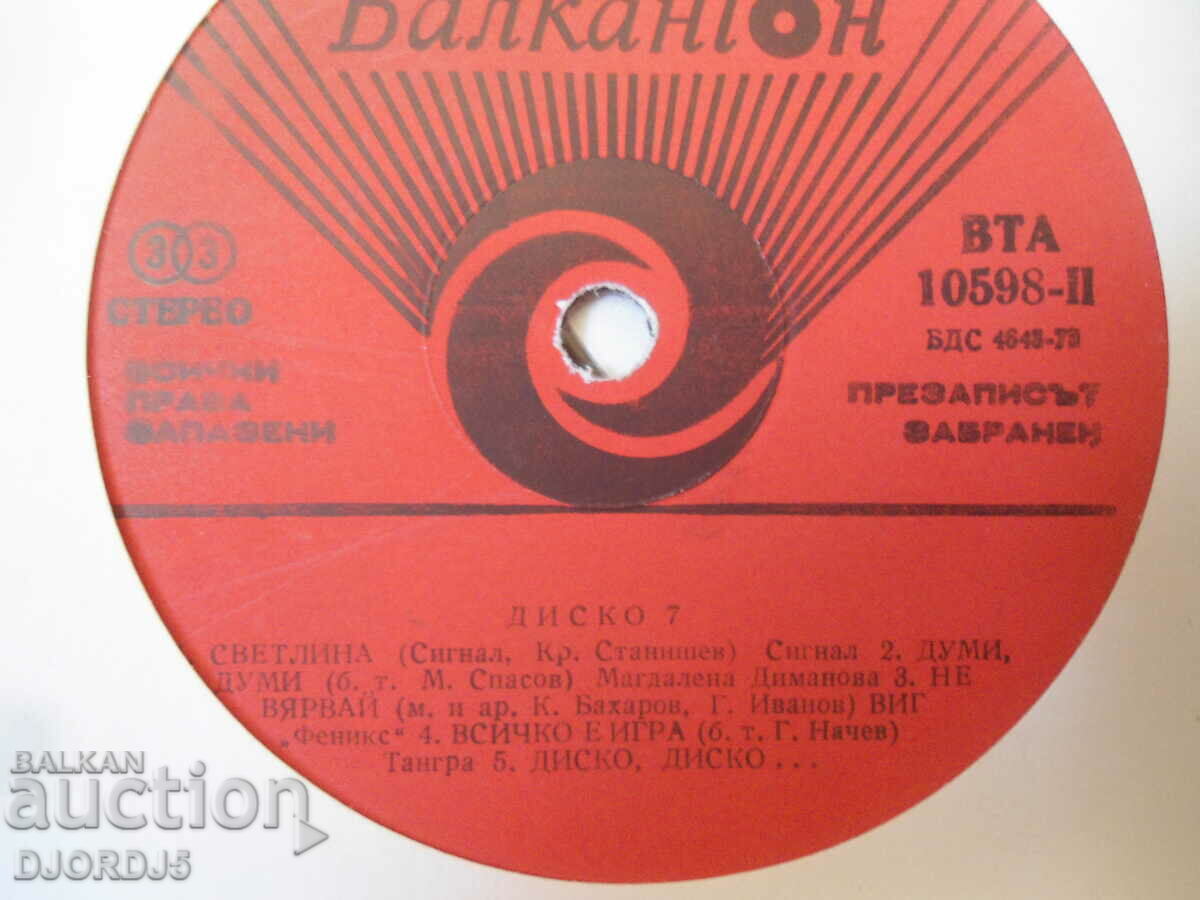 Балкантон
33
СТЕРЕО
ВСИЧКИ
ПРАВА
ЗАПАЗЕНИ
ВТА
10598-II
БДС 4643-73
ПРЕЗАПИСЪТ
ЗАБРАНЕН
ДИСКО 7
СВЕТЛИНА (Сигнал, Кр. Станишев) Сигнал 2. ДУМИ,
ДУМИ (б. т. М. Спасов) Магдалена Диманова 3. НЕ
ВЯРВАЙ (м. и ар. К. Бахаров, Г. Иванов) ВИГ
„Феникс“ 4. ВСИЧКО Е ИГРА (б. т. Г. Начев)
Тангра 5. ДИСКО, ДИСКО...
BALKAN
auction
DJORDJ5